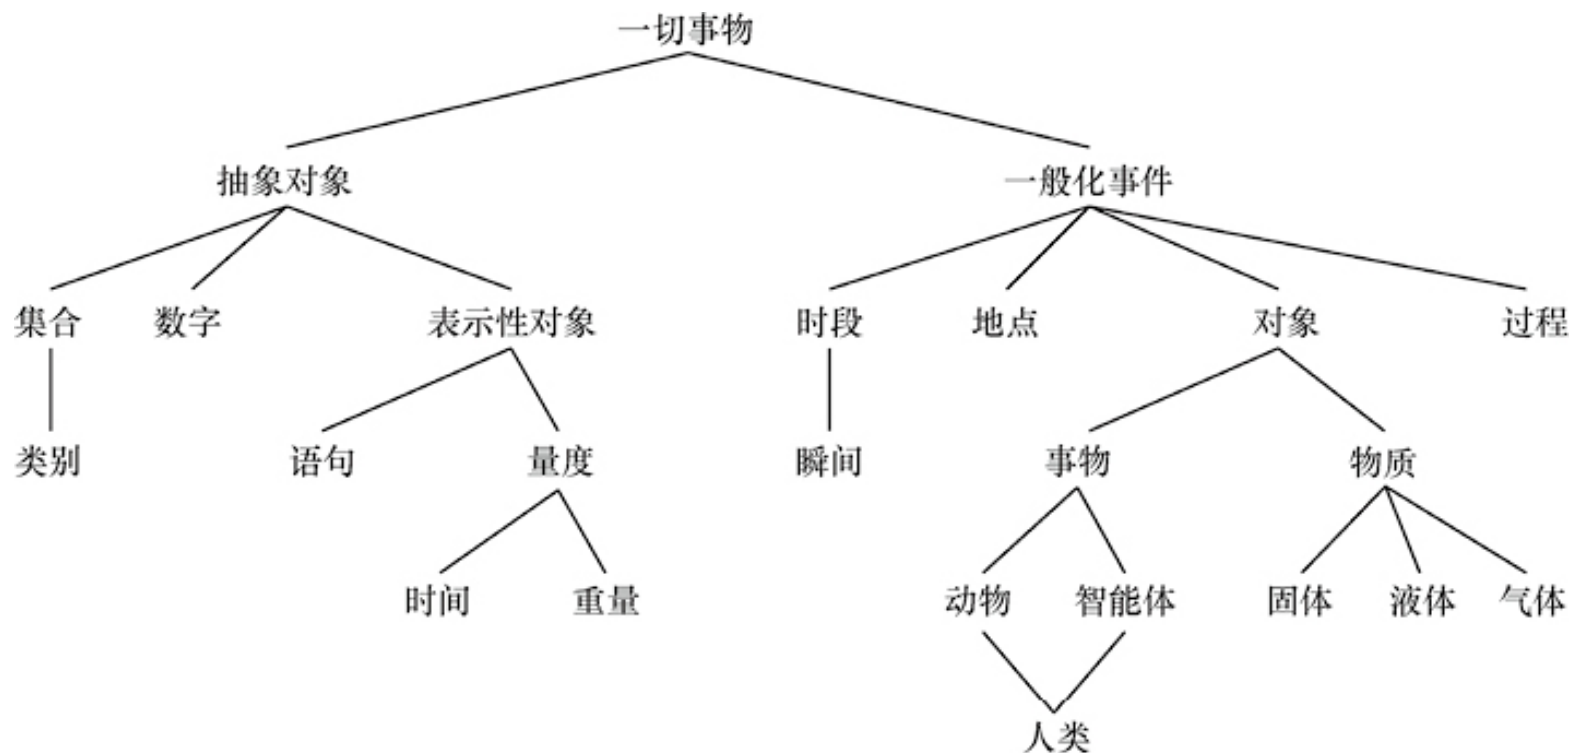 一切事物
抽象对象 一般化事件
集合 数字 表示性对象 时段 地点 对象 过程
类别 语句 量度 瞬间 事物 物质
时间 重量 动物 智能体 固体 液体 气体
人类